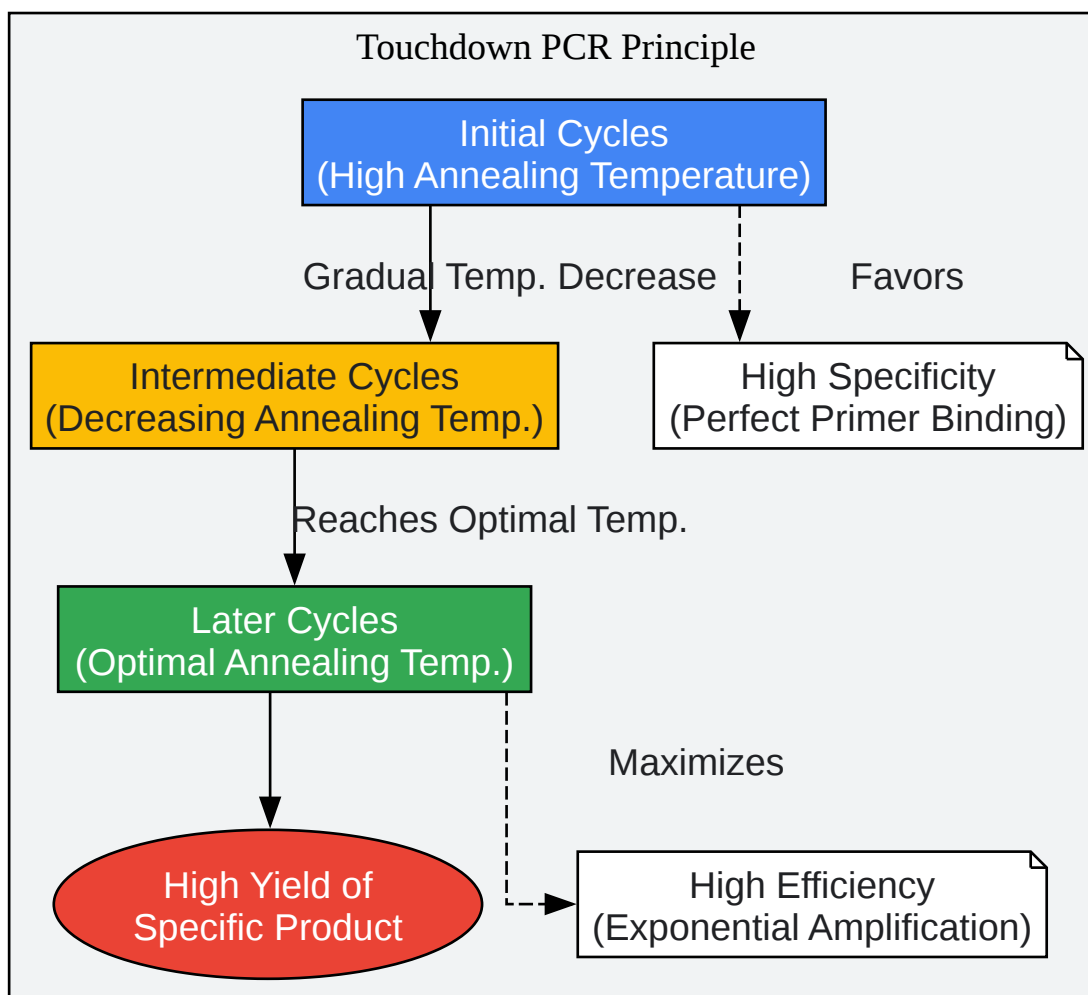 Touchdown PCR Principle
Initial Cycles
(High Annealing Temperature)
Gradual Temp. Decrease
Favors
Intermediate Cycles
(Decreasing Annealing Temp.)
High Specificity
(Perfect Primer Binding)
Reaches Optimal Temp.
Later Cycles
(Optimal Annealing Temp.)
Maximizes
High Yield of
Specific Product
High Efficiency
(Exponential Amplification)